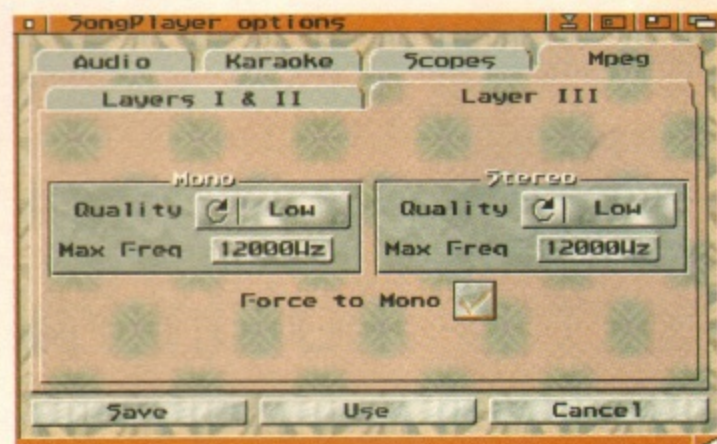 SongPlayer options
Audio Karaoke Scopes Mpeg
Layers I & II Layer III
Mono Stereo
Quality Low Quality Low
Max Freq 12000Hz Max Freq 12000Hz
Force to Mono
Save Use Cancel